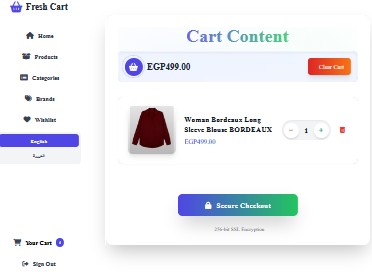 Fresh Cart
Home
Products
Categories
Brands
Wishlist
English
العربية
Your Cart
Sign Out
Cart Content
EGP499.00
Clear Cart
Woman Bordeaux Long
Sleeve Blouse BORDEAUX
EGP499.00
− 1 +
Secure Checkout
256-bit SSL Encryption